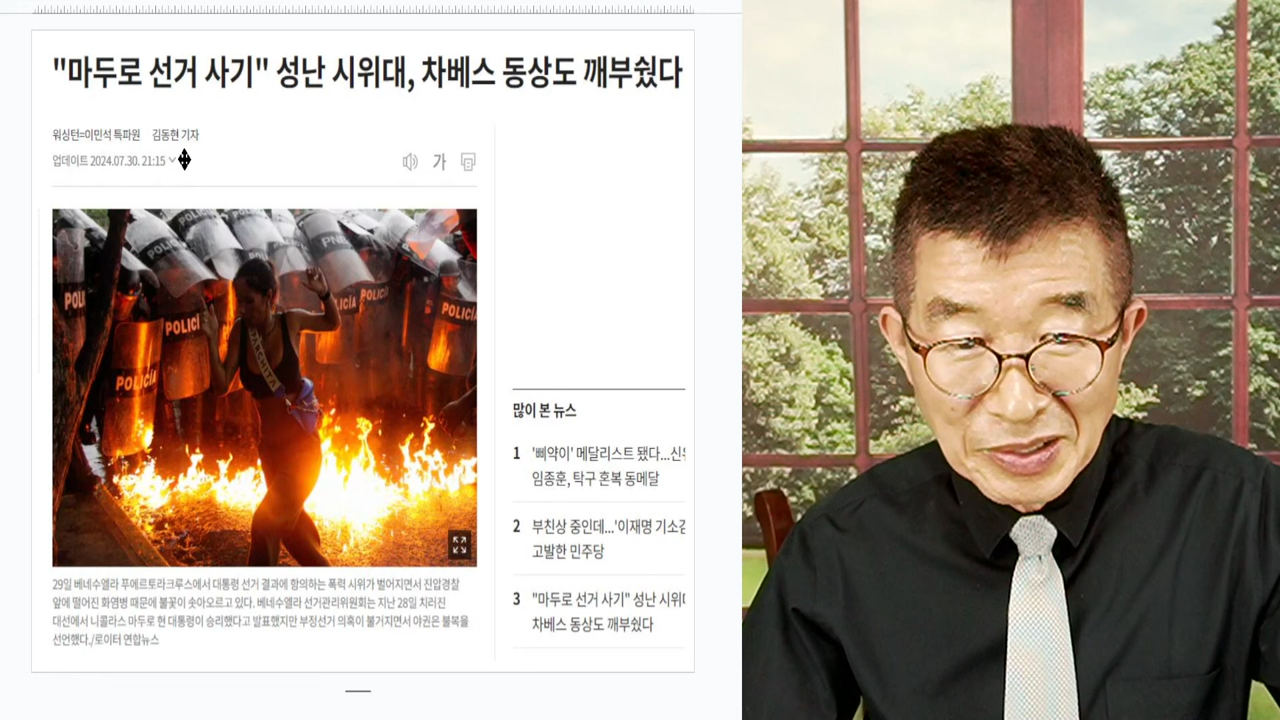 "마두로 선거 사기" 성난 시위대, 차베스 동상도 깨부쉈다
워싱턴=이민석 특파원 김동현 기자
업데이트 2024.07.30. 21:15
가
POLICÍA
POLICÍA
POLICÍA
POLICÍ
POLICÍA
29일 베네수엘라 푸에르토라크루스에서 대통령 선거 결과에 항의하는 폭력 시위가 벌어지면서 진압경찰
앞에 떨어진 화염병 때문에 불꽃이 솟아오르고 있다. 베네수엘라 선거관리위원회는 지난 28일 치러진
대선에서 니콜라스 마두로 현 대통령이 승리했다고 발표했지만 부정선거 의혹이 불거지면서 야권은 불복을
선언했다./로이터 연합뉴스
많이 본 뉴스
1 '삐약이' 메달리스트 됐다...신유
임종훈, 탁구 혼복 동메달
2 부친상 중인데...'이재명 기소검
고발한 민주당
3 "마두로 선거 사기" 성난 시위대
차베스 동상도 깨부쉈다